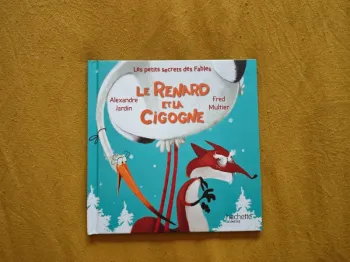 Les petits secrets des Fables
LE RENARD
ET LA
CIGOGNE
Alexandre
Jardin
Fred
Multier
hachette